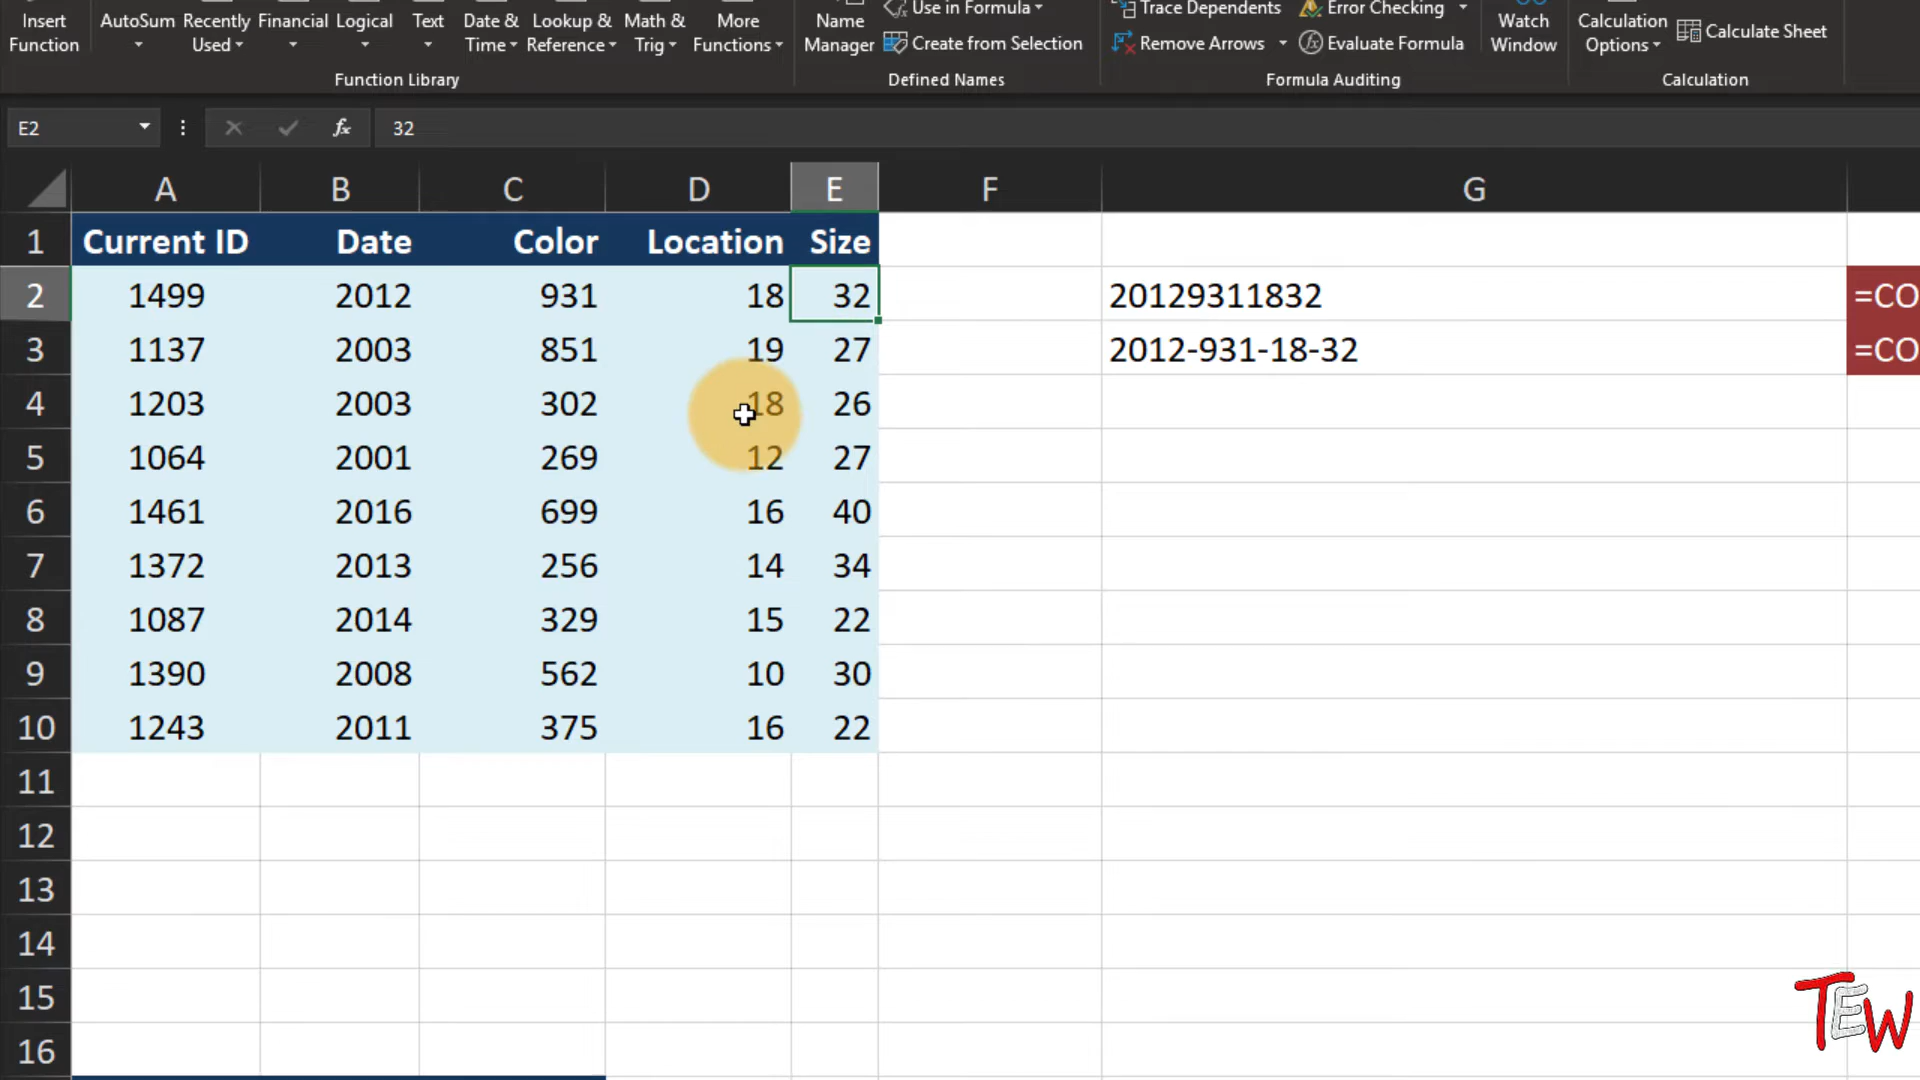 Insert Function
AutoSum
Recently Used
Financial
Logical
Text
Date & Time
Lookup & Reference
Math & Trig
More Functions
Function Library
Name Manager
Use in Formula
Create from Selection
Defined Names
Trace Dependents
Remove Arrows
Error Checking
Evaluate Formula
Formula Auditing
Watch Window
Calculation Options
Calculate Sheet
Calculation
E2 fx 32
A B C D E F G
1 Current ID Date Color Location Size
2 1499 2012 931 18 32 20129311832 =CO
3 1137 2003 851 19 27 2012-931-18-32 =CO
4 1203 2003 302 18 26
5 1064 2001 269 12 27
6 1461 2016 699 16 40
7 1372 2013 256 14 34
8 1087 2014 329 15 22
9 1390 2008 562 10 30
10 1243 2011 375 16 22
11
12
13
14
15
16
TEW